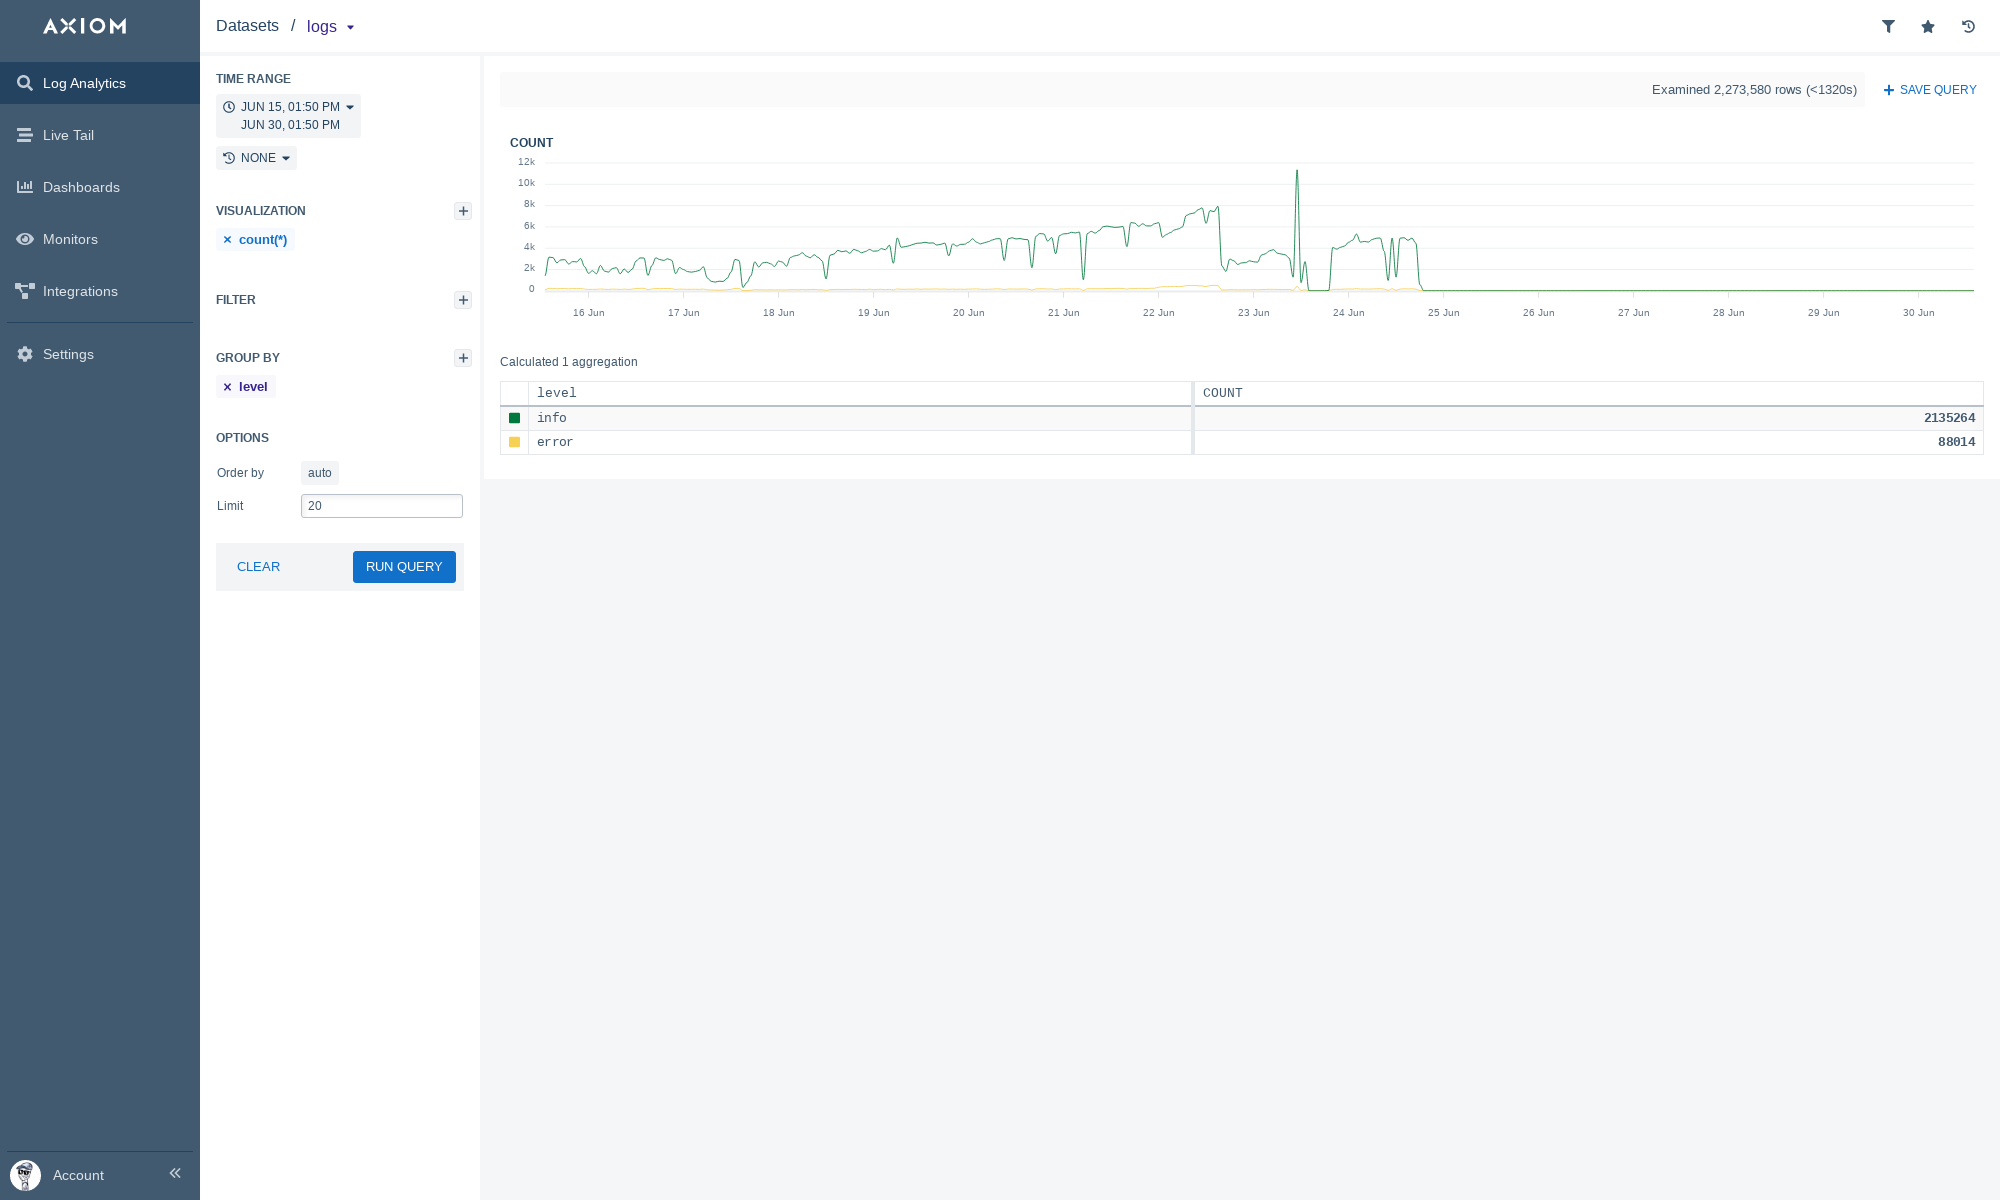 AXIOM
Log Analytics
Live Tail
Dashboards
Monitors
Integrations
Settings
Account
Datasets / logs
TIME RANGE
JUN 15, 01:50 PM
JUN 30, 01:50 PM
NONE
VISUALIZATION
count(*)
FILTER
GROUP BY
level
OPTIONS
Order by auto
Limit 20
CLEAR RUN QUERY
Examined 2,273,580 rows (<1320s)
SAVE QUERY
COUNT
12k
10k
8k
6k
4k
2k
0
16 Jun 17 Jun 18 Jun 19 Jun 20 Jun 21 Jun 22 Jun 23 Jun 24 Jun 25 Jun 26 Jun 27 Jun 28 Jun 29 Jun 30 Jun
Calculated 1 aggregation
level COUNT
info 2135264
error 88014